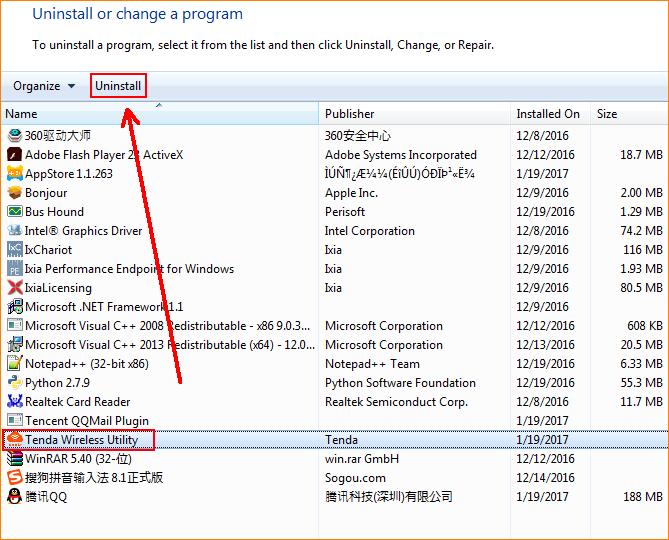 Uninstall or change a program
To uninstall a program, select it from the list and then click Uninstall, Change, or Repair.
Organize Uninstall
Name Publisher Installed On Size
360驱动大师 360安全中心 12/8/2016
Adobe Flash Player 2 ActiveX Adobe Systems Incorporated 12/12/2016 18.7 MB
AppStore 1.1.263 1/19/2017
Bonjour Apple Inc. 12/9/2016 2.00 MB
Bus Hound Perisoft 12/19/2016 1.29 MB
Intel® Graphics Driver Intel Corporation 12/8/2016 74.2 MB
IxChariot Ixia 12/9/2016 116 MB
Ixia Performance Endpoint for Windows Ixia 12/9/2016 1.93 MB
IxiaLicensing Ixia 12/9/2016 80.5 MB
Microsoft .NET Framework 1.1 12/9/2016
Microsoft Visual C++ 2008 Redistributable - x86 9.0.3... Microsoft Corporation 12/12/2016 608 KB
Microsoft Visual C++ 2013 Redistributable (x64) - 12.0... Microsoft Corporation 12/13/2016 20.5 MB
Notepad++ (32-bit x86) Notepad++ Team 12/19/2016 6.33 MB
Python 2.7.9 Python Software Foundation 12/19/2016 55.3 MB
Realtek Card Reader Realtek Semiconductor Corp. 12/8/2016 11.7 MB
Tencent QQMail Plugin 1/19/2017
Tenda Wireless Utility Tenda 1/19/2017
WinRAR 5.40 (32-位) win.rar GmbH 12/12/2016
搜狗拼音输入法 8.1正式版 Sogou.com 12/14/2016
腾讯QQ 腾讯科技(深圳)有限公司 1/19/2017 188 MB